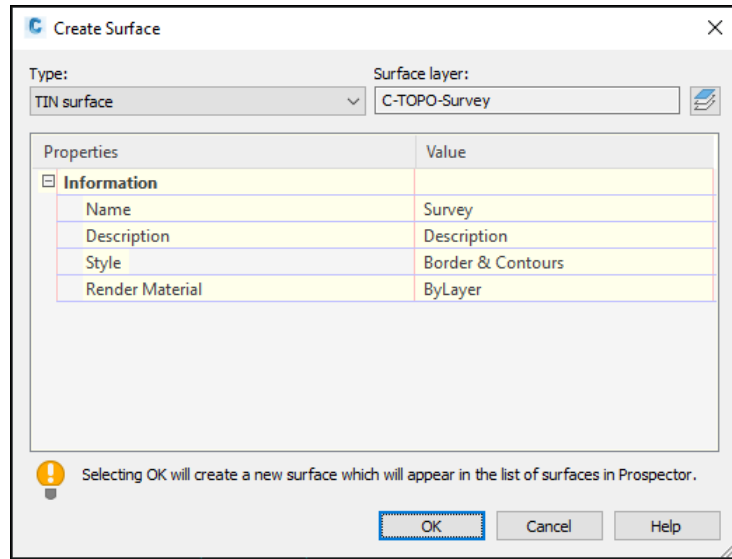 Create Surface
Type:
Surface layer:
TIN surface
C-TOPO-Survey
Properties Value
Information
Name Survey
Description Description
Style Border & Contours
Render Material ByLayer
Selecting OK will create a new surface which will appear in the list of surfaces in Prospector.
OK Cancel Help